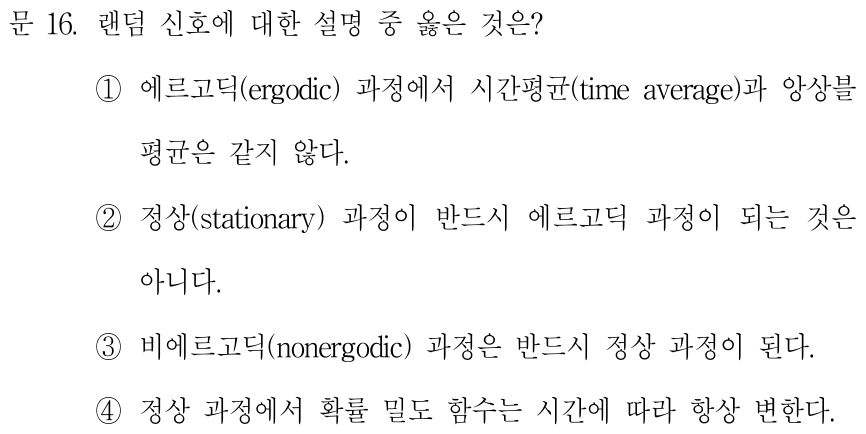 문 16. 랜덤 신호에 대한 설명 중 옳은 것은?
① 에르고딕(ergodic) 과정에서 시간평균(time average)과 앙상블
평균은 같지 않다.
② 정상(stationary) 과정이 반드시 에르고딕 과정이 되는 것은
아니다.
③ 비에르고딕(nonergodic) 과정은 반드시 정상 과정이 된다.
④ 정상 과정에서 확률 밀도 함수는 시간에 따라 항상 변한다.